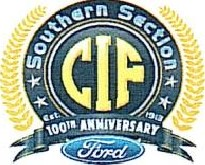 Southern Section
CIF
Est. 1913
100TH ANNIVERSARY
Ford